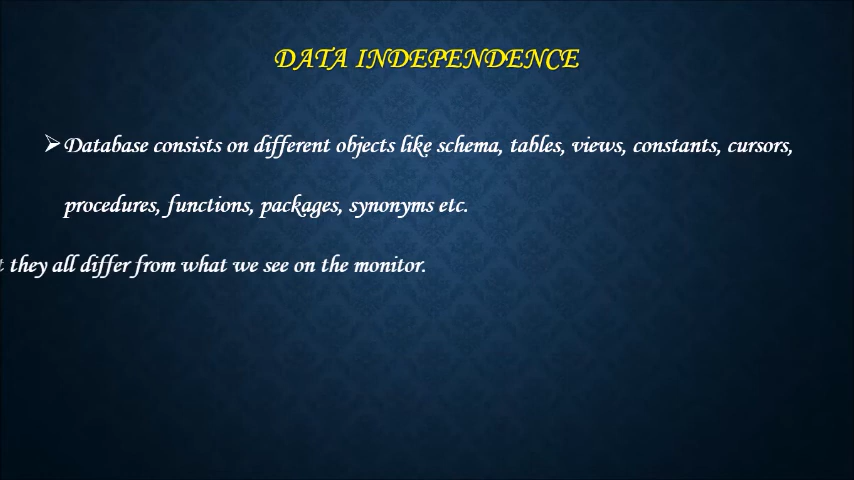 DATA INDEPENDENCE
➢Database consists on different objects like schema, tables, views, constants, cursors,
procedures, functions, packages, synonyms etc.
they all differ from what we see on the monitor.